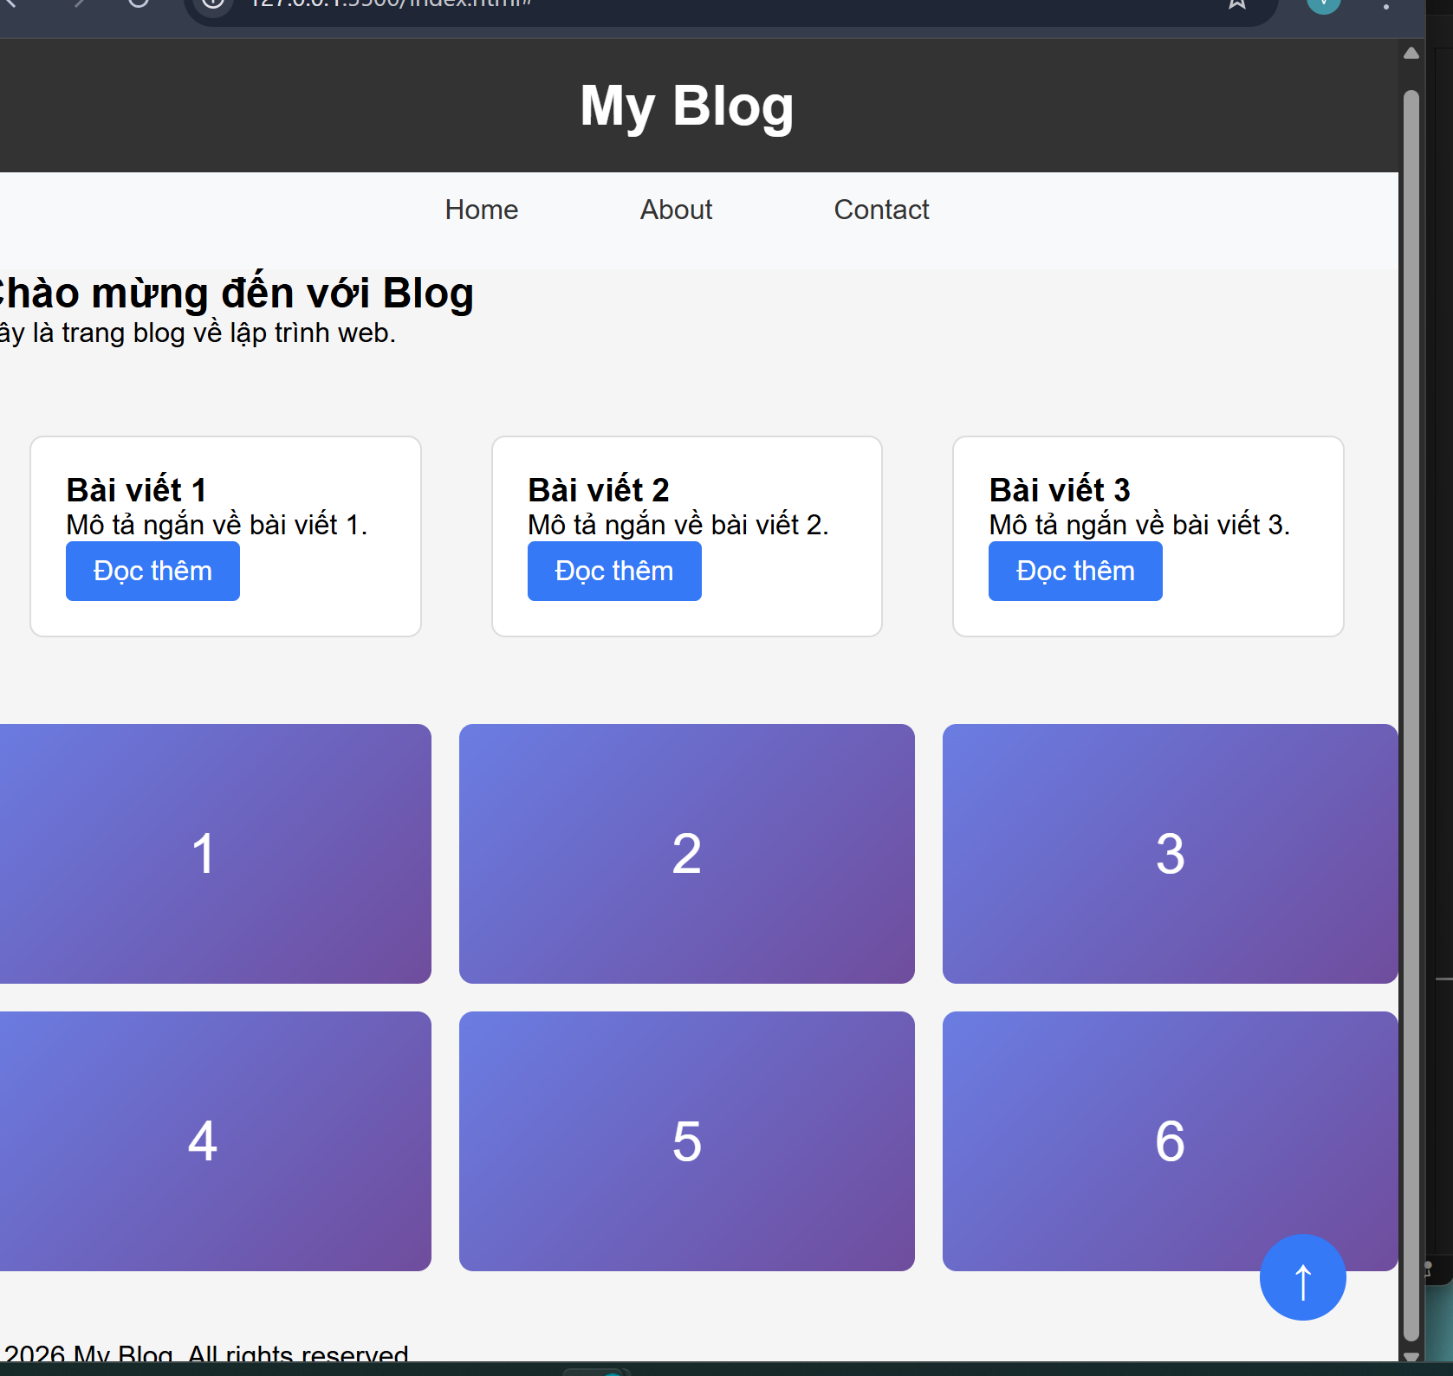 My Blog
Home About Contact
hào mừng đến với Blog
ây là trang blog về lập trình web.
Bài viết 1
Mô tả ngắn về bài viết 1.
Đọc thêm
Bài viết 2
Mô tả ngắn về bài viết 2.
Đọc thêm
Bài viết 3
Mô tả ngắn về bài viết 3.
Đọc thêm
1
2
3
4
5
6
↑
2026 My Blog. All rights reserved